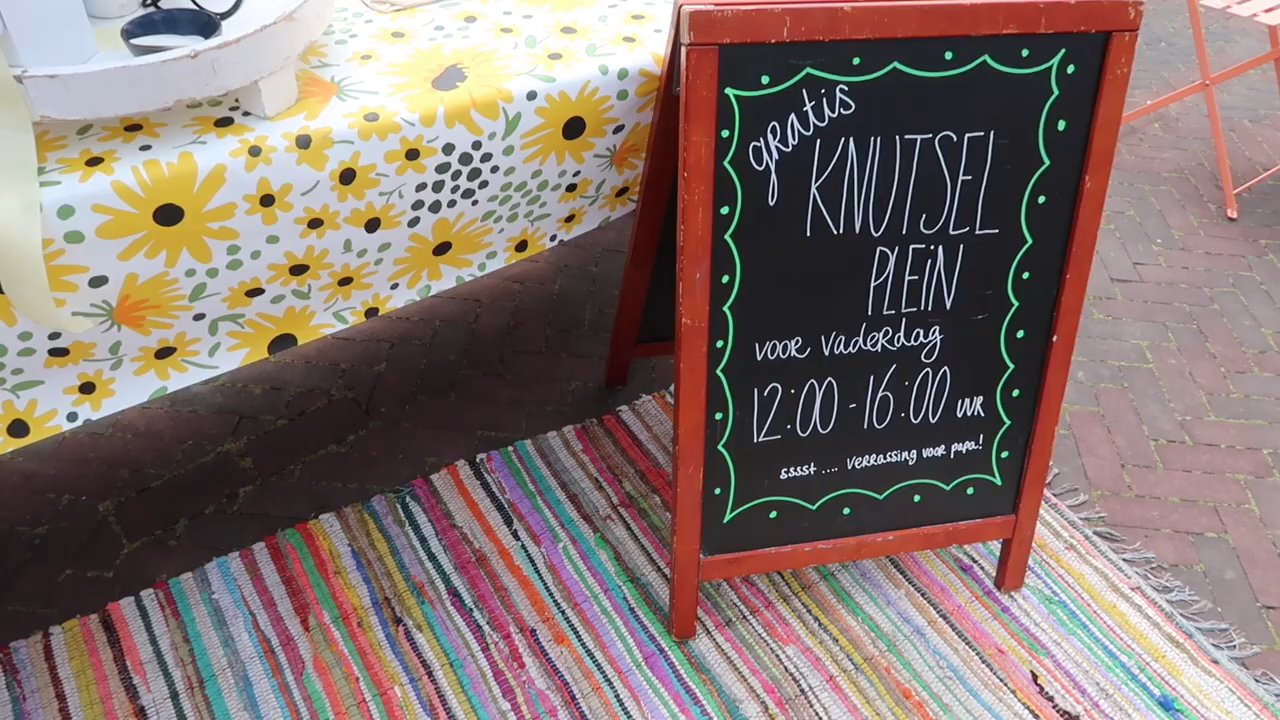 gratis
KNUTSEL
PLEiN
voor vaderdag
12:00 - 16:00 UUR
sssst .... verrassing voor papa!